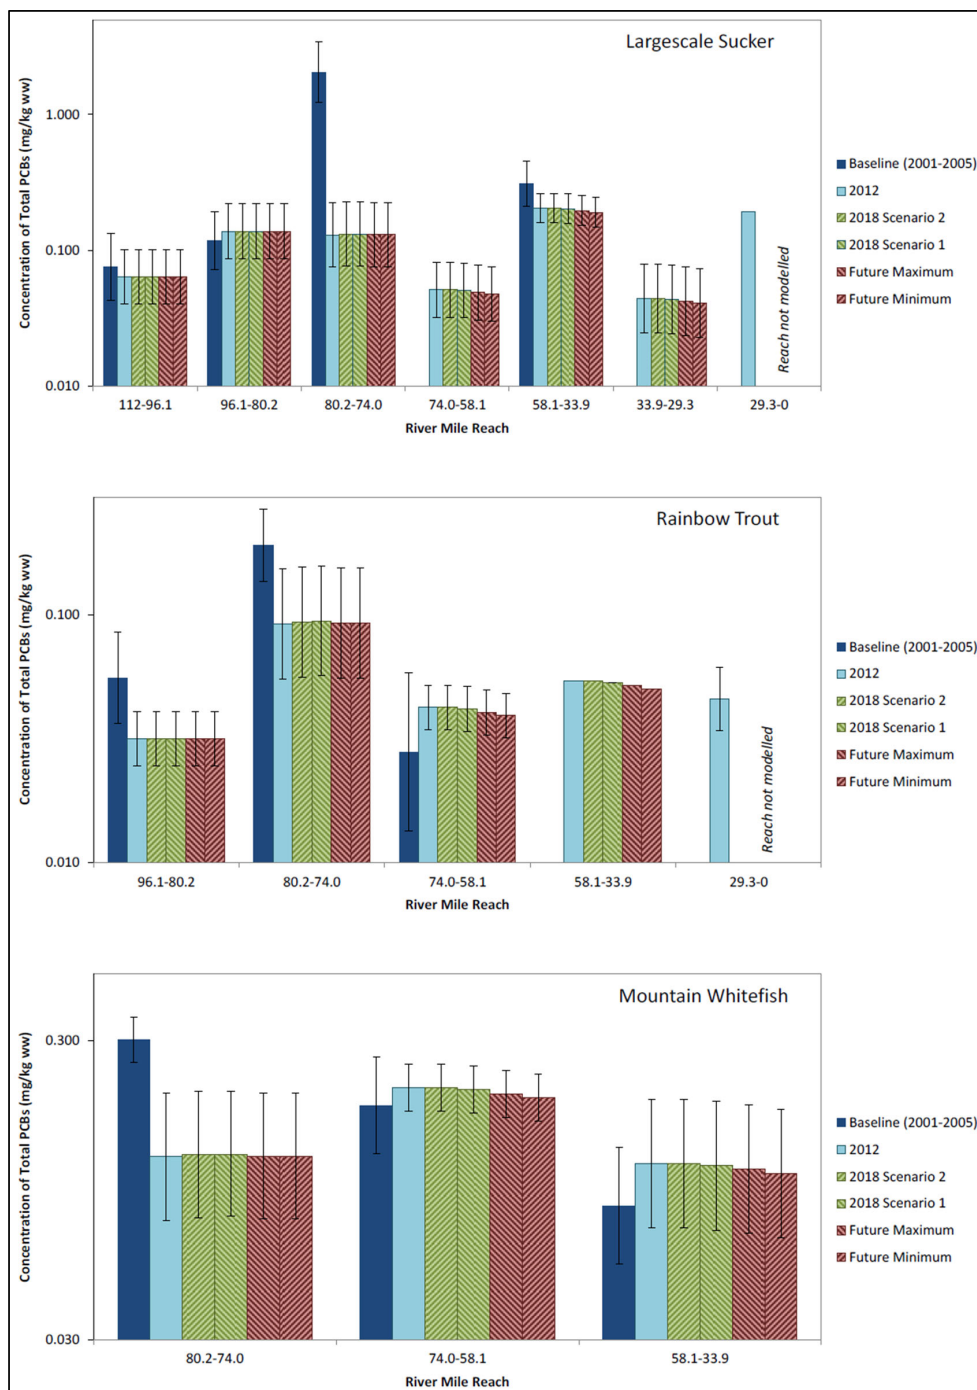 Largescale Sucker
Concentration of Total PCBs (mg/kg ww)
1.000
0.100
0.010
Baseline (2001-2005)
2012
2018 Scenario 2
2018 Scenario 1
Future Maximum
Future Minimum
Reach not modelled
112-96.1 96.1-80.2 80.2-74.0 74.0-58.1 58.1-33.9 33.9-29.3 29.3-0
River Mile Reach
Rainbow Trout
Concentration of Total PCBs (mg/kg ww)
0.100
0.010
Baseline (2001-2005)
2012
2018 Scenario 2
2018 Scenario 1
Future Maximum
Future Minimum
Reach not modelled
96.1-80.2 80.2-74.0 74.0-58.1 58.1-33.9 29.3-0
River Mile Reach
Mountain Whitefish
Concentration of Total PCBs (mg/kg ww)
0.300
0.030
Baseline (2001-2005)
2012
2018 Scenario 2
2018 Scenario 1
Future Maximum
Future Minimum
80.2-74.0 74.0-58.1 58.1-33.9
River Mile Reach